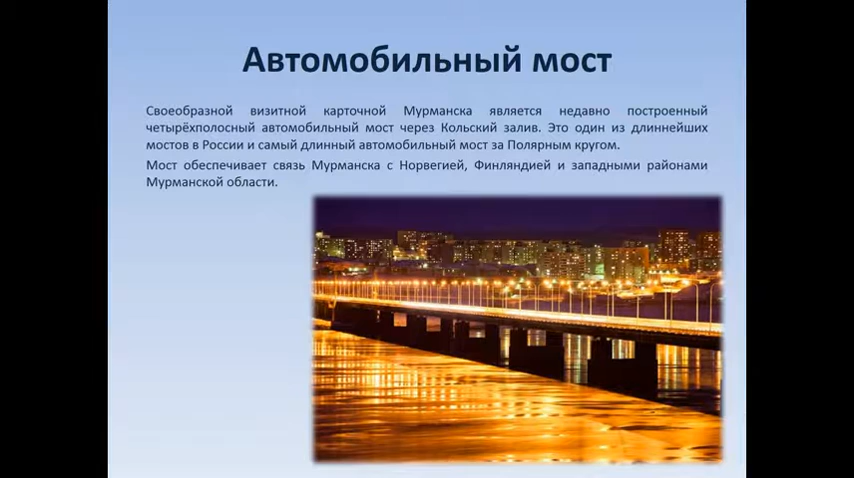 Автомобильный мост
Своеобразной визитной карточкой Мурманска является недавно построенный
четырёхполосный автомобильный мост через Кольский залив. Это один из длиннейших
мостов в России и самый длинный автомобильный мост за Полярным кругом.
Мост обеспечивает связь Мурманска с Норвегией, Финляндией и западными районами
Мурманской области.